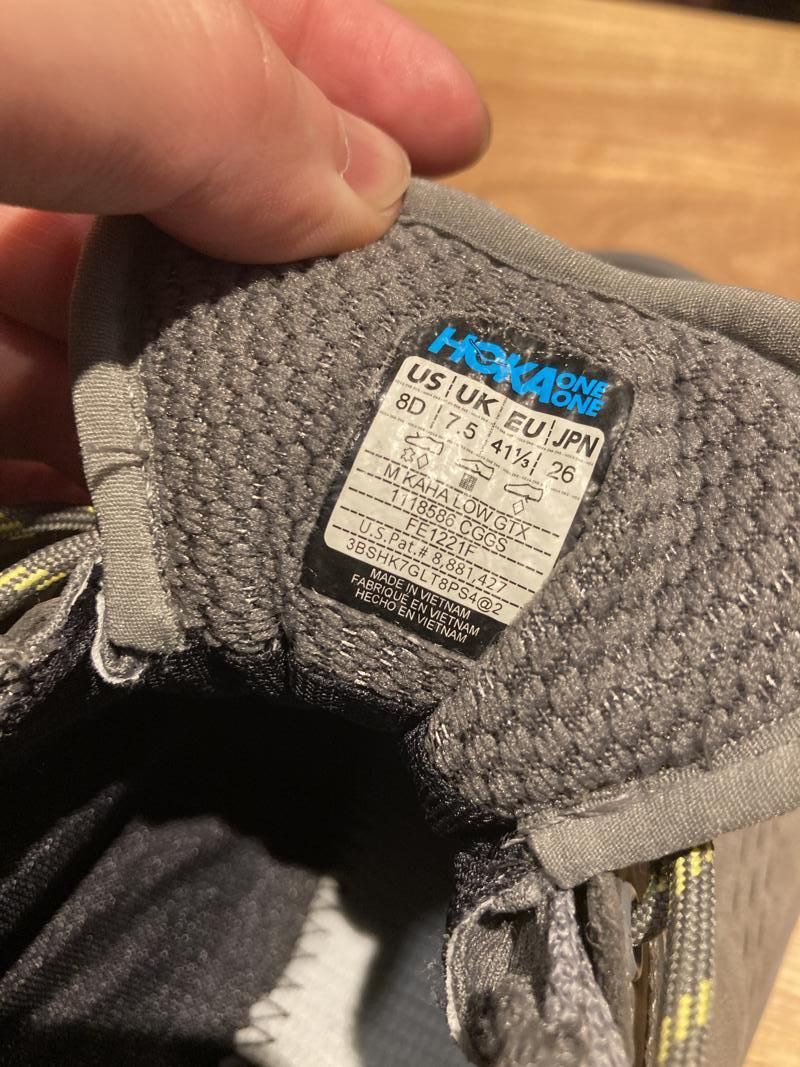 HOKA ONE ONE
US UK EU JPN
8D 7.5 41⅓ 26
M KAHA LOW GTX
1118586 CGGS
FE1221F
U.S.Pat.# 8,881,427
3BSHK7GLT8PS4@2
MADE IN VIETNAM
FABRIQUE EN VIETNAM
HECHO EN VIETNAM